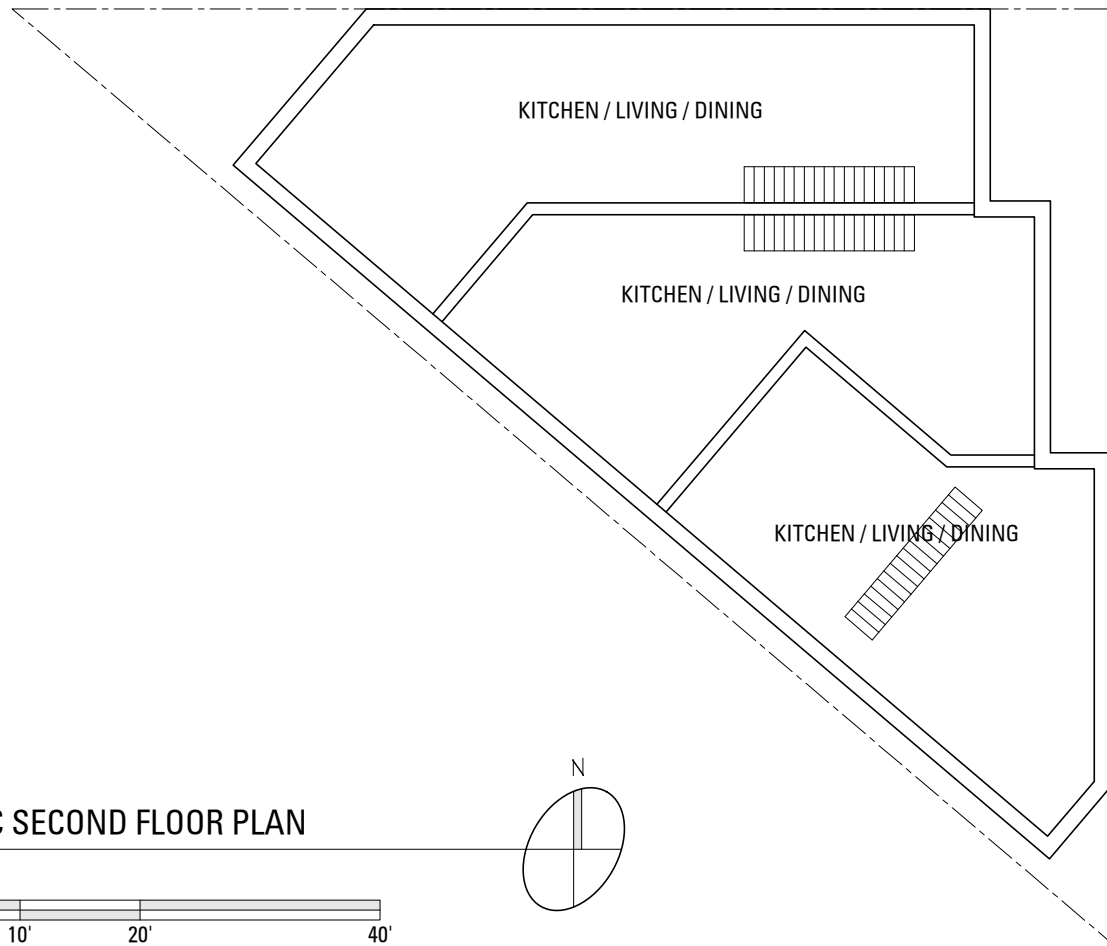 KITCHEN / LIVING / DINING
KITCHEN / LIVING / DINING
KITCHEN / LIVING / DINING
N
C SECOND FLOOR PLAN
10' 20' 40'